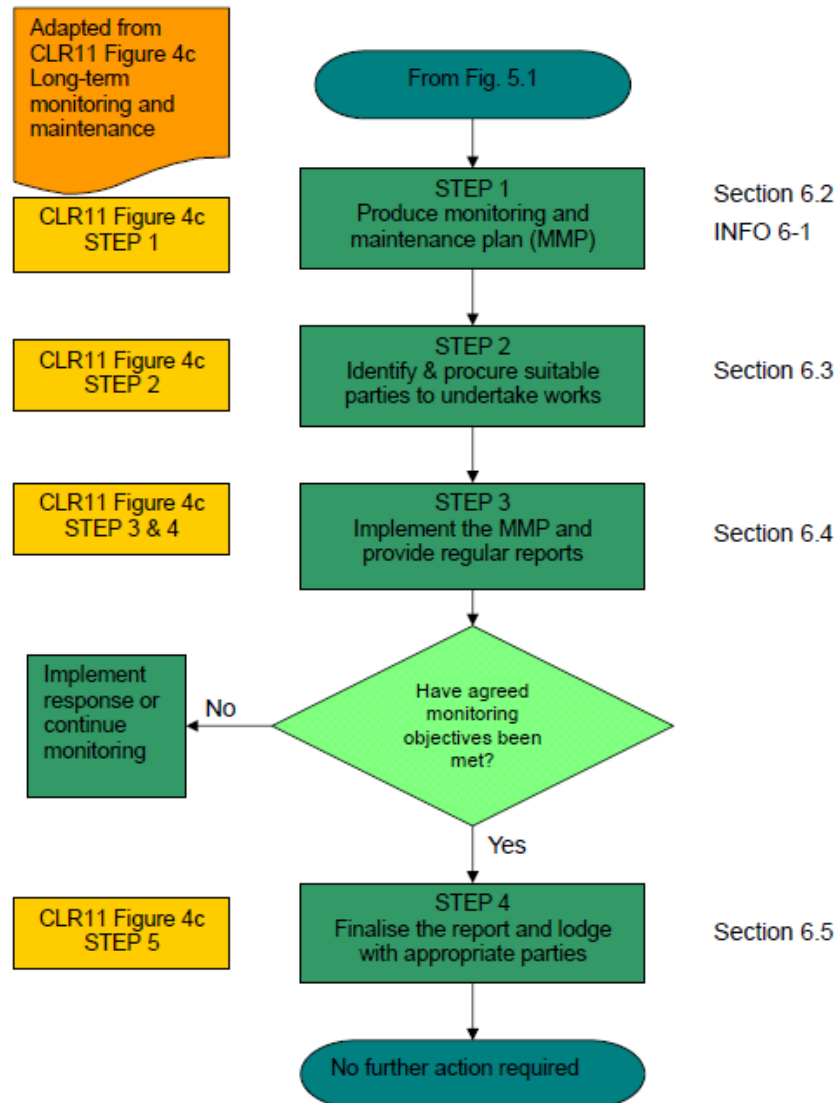 Adapted from
CLR11 Figure 4c
Long-term
monitoring and
maintenance
From Fig. 5.1
CLR11 Figure 4c
STEP 1
STEP 1
Produce monitoring and
maintenance plan (MMP)
Section 6.2
INFO 6-1
CLR11 Figure 4c
STEP 2
STEP 2
Identify & procure suitable
parties to undertake works
Section 6.3
CLR11 Figure 4c
STEP 3 & 4
STEP 3
Implement the MMP and
provide regular reports
Section 6.4
Implement
response or
continue
monitoring
No
Have agreed
monitoring
objectives been
met?
Yes
CLR11 Figure 4c
STEP 5
STEP 4
Finalise the report and lodge
with appropriate parties
Section 6.5
No further action required